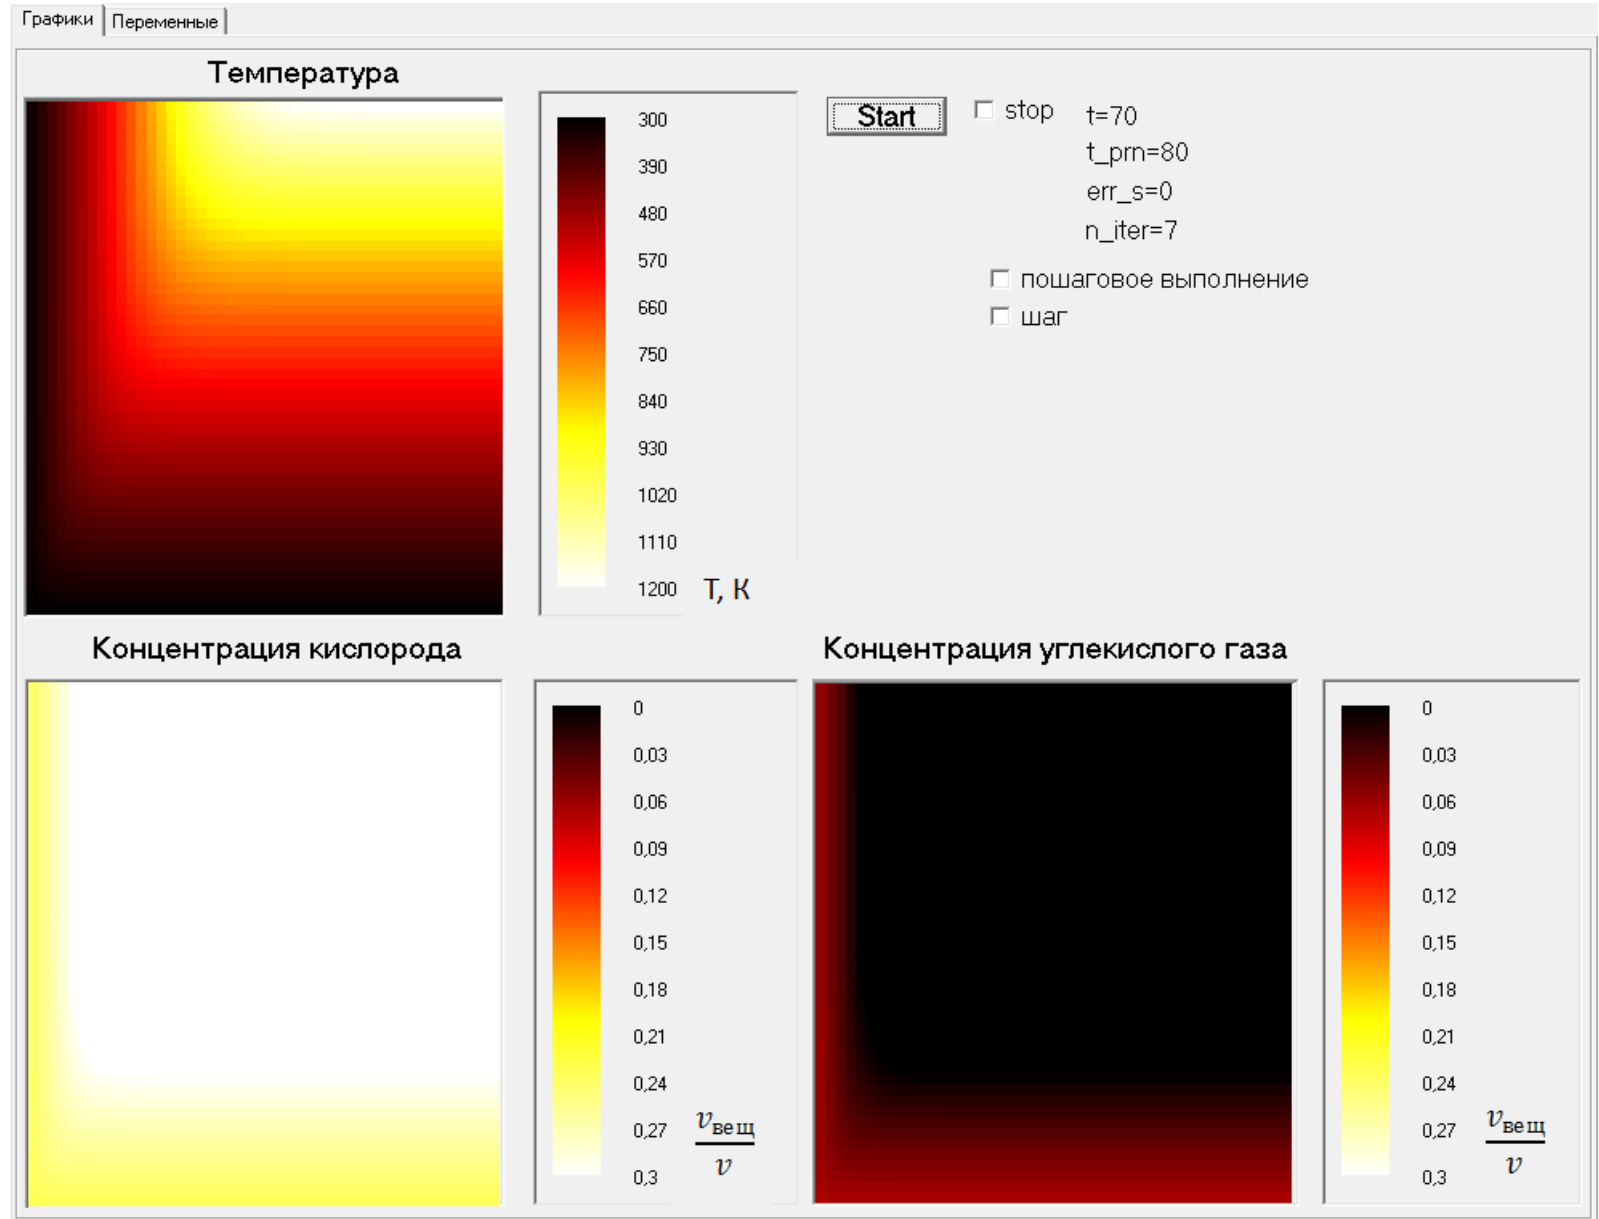 Графики Переменные
Температура
300
390
480
570
660
750
840
930
1020
1110
1200
T, K
Start
stop
t=70
t_prn=80
err_s=0
n_iter=7
пошаговое выполнение
шаг
Концентрация кислорода
0
0,03
0,06
0,09
0,12
0,15
0,18
0,21
0,24
0,27
0,3
v вещ
v
Концентрация углекислого газа
0
0,03
0,06
0,09
0,12
0,15
0,18
0,21
0,24
0,27
0,3
v вещ
v